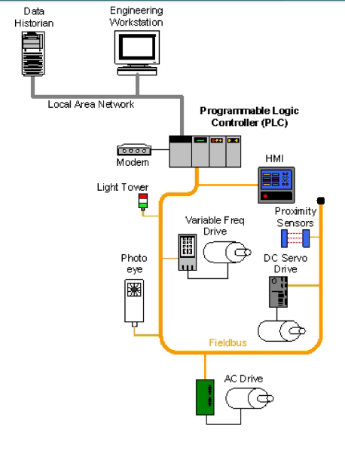 Data
Historian
Engineering
Workstation
Local Area Network
Programmable Logic
Controller (PLC)
Modem
HMI
Light Tower
Proximity
Sensors
Variable Freq
Drive
Photo
eye
DC Servo
Drive
Fieldbus
AC Drive